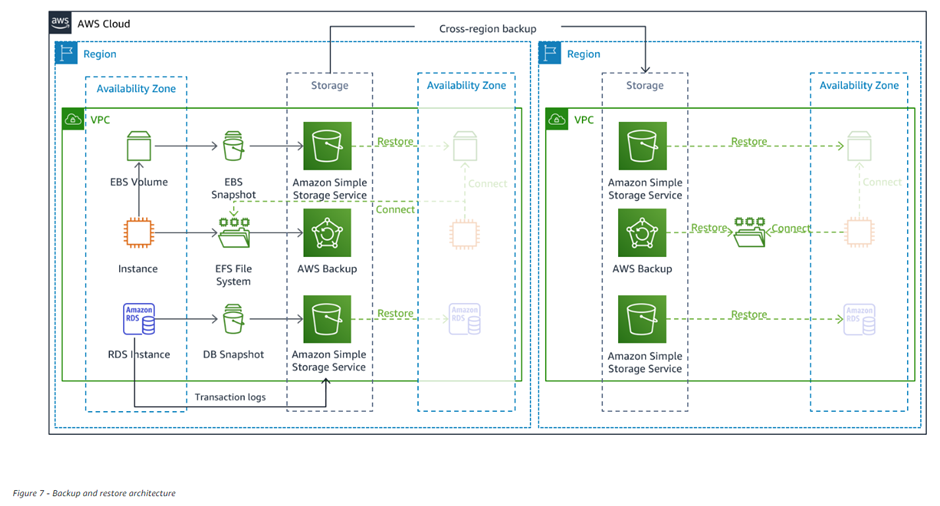 aws
AWS Cloud
Cross-region backup
Region
Availability Zone
Storage
Availability Zone
VPC
EBS Volume
EBS
Snapshot
Amazon Simple
Storage Service
Restore
Connect
Connect
Instance
EFS File
System
AWS Backup
Amazon
RDS
RDS Instance
DB Snapshot
Amazon Simple
Storage Service
Restore
Amazon
RDS
Transaction logs
Region
Storage
Availability Zone
VPC
Amazon Simple
Storage Service
Restore
Connect
AWS Backup
Restore
Connect
Amazon Simple
Storage Service
Restore
Amazon
RDS
Figure 7 - Backup and restore architecture